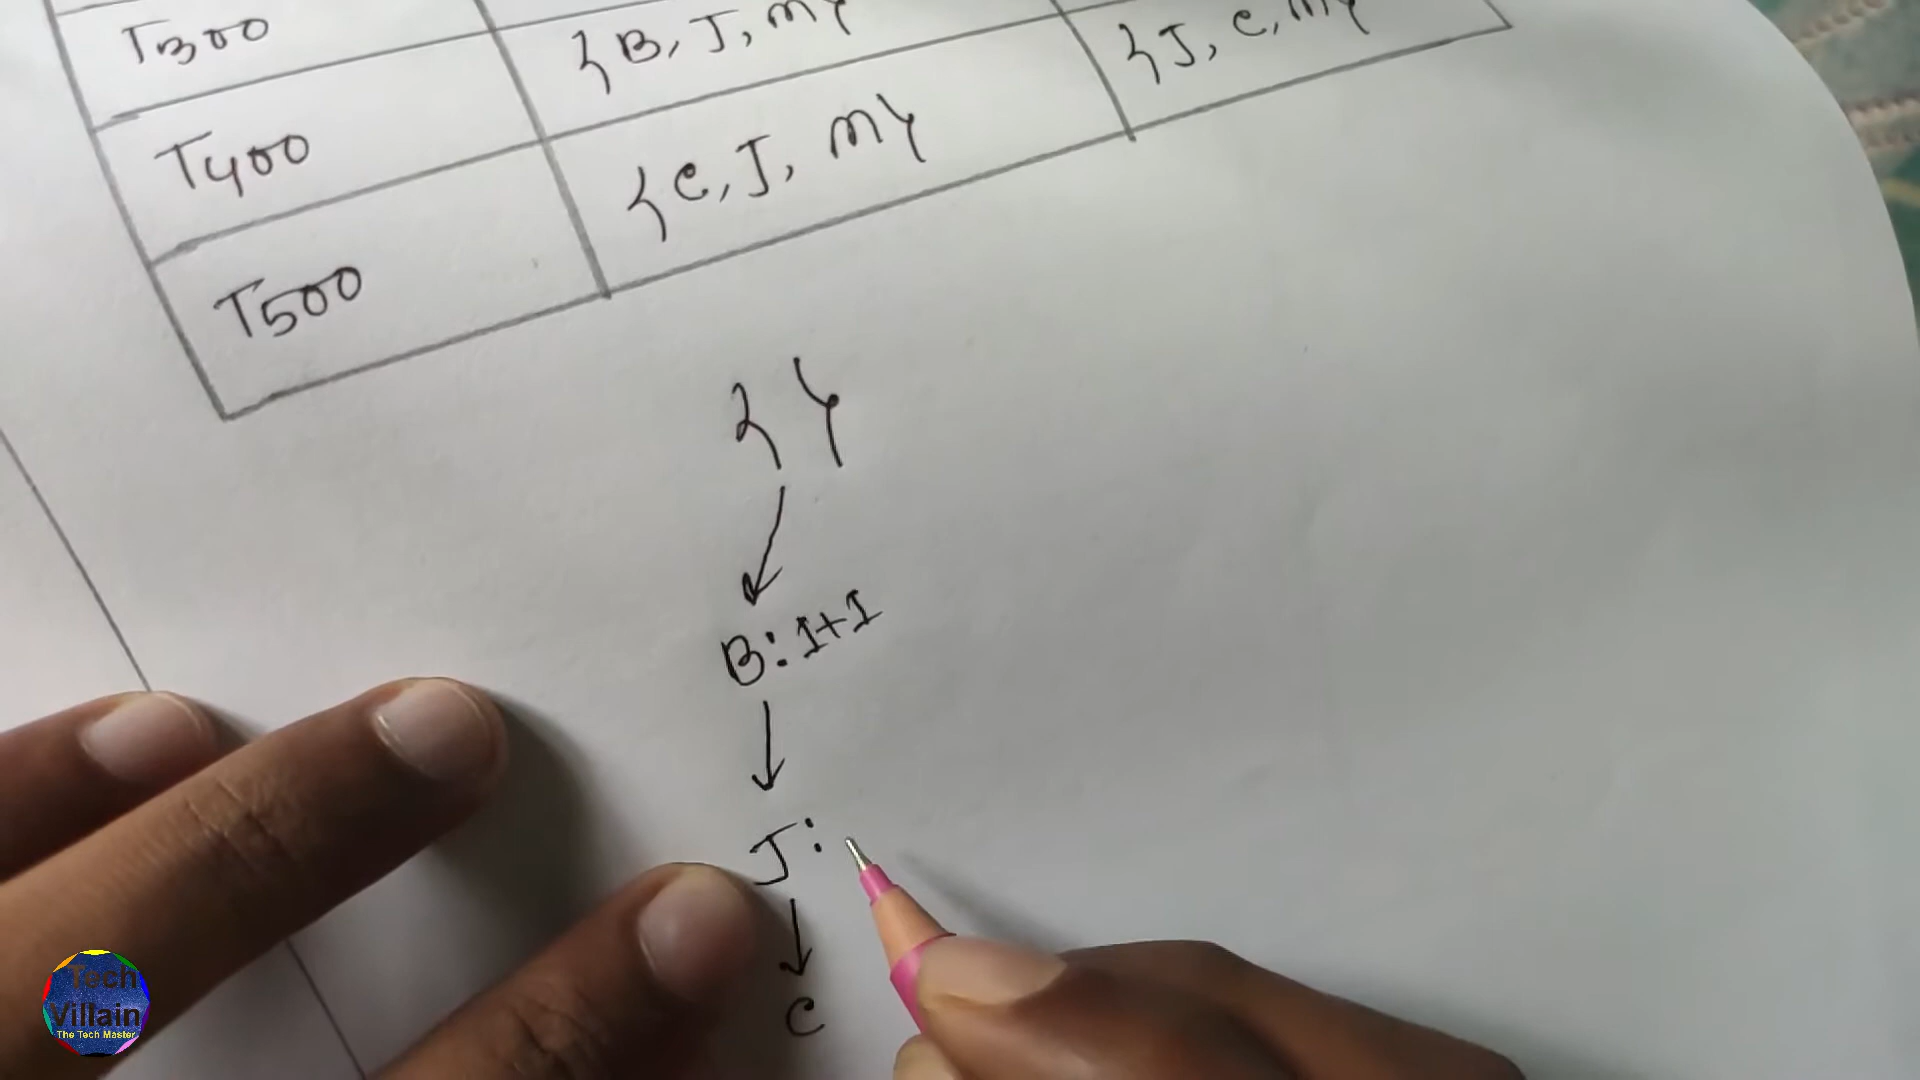 T300 {B, J, M} {J, C, M}
T400 {C, J, M}
T500
{ }
B: 1+1
J:
C
Tech
Villain
The Tech Master